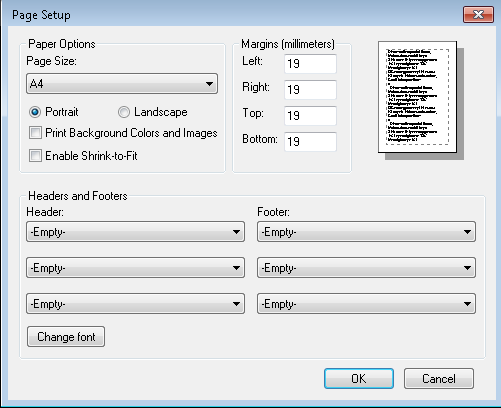 Page Setup
Paper Options
Page Size:
A4
Portrait
Landscape
Print Background Colors and Images
Enable Shrink-to-Fit
Margins (millimeters)
Left:
19
Right:
19
Top:
19
Bottom:
19
Headers and Footers
Header:
Footer:
-Empty-
-Empty-
-Empty-
-Empty-
-Empty-
-Empty-
Change font
OK
Cancel